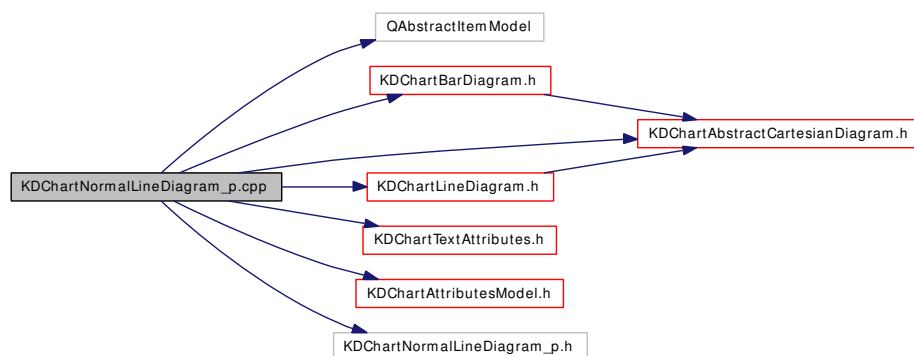 QAbstractItemModel
KDChartBarDiagram.h
KDChartAbstractCartesianDiagram.h
KDChartNormalLineDiagram_p.cpp
KDChartLineDiagram.h
KDChartTextAttributes.h
KDChartAttributesModel.h
KDChartNormalLineDiagram_p.h